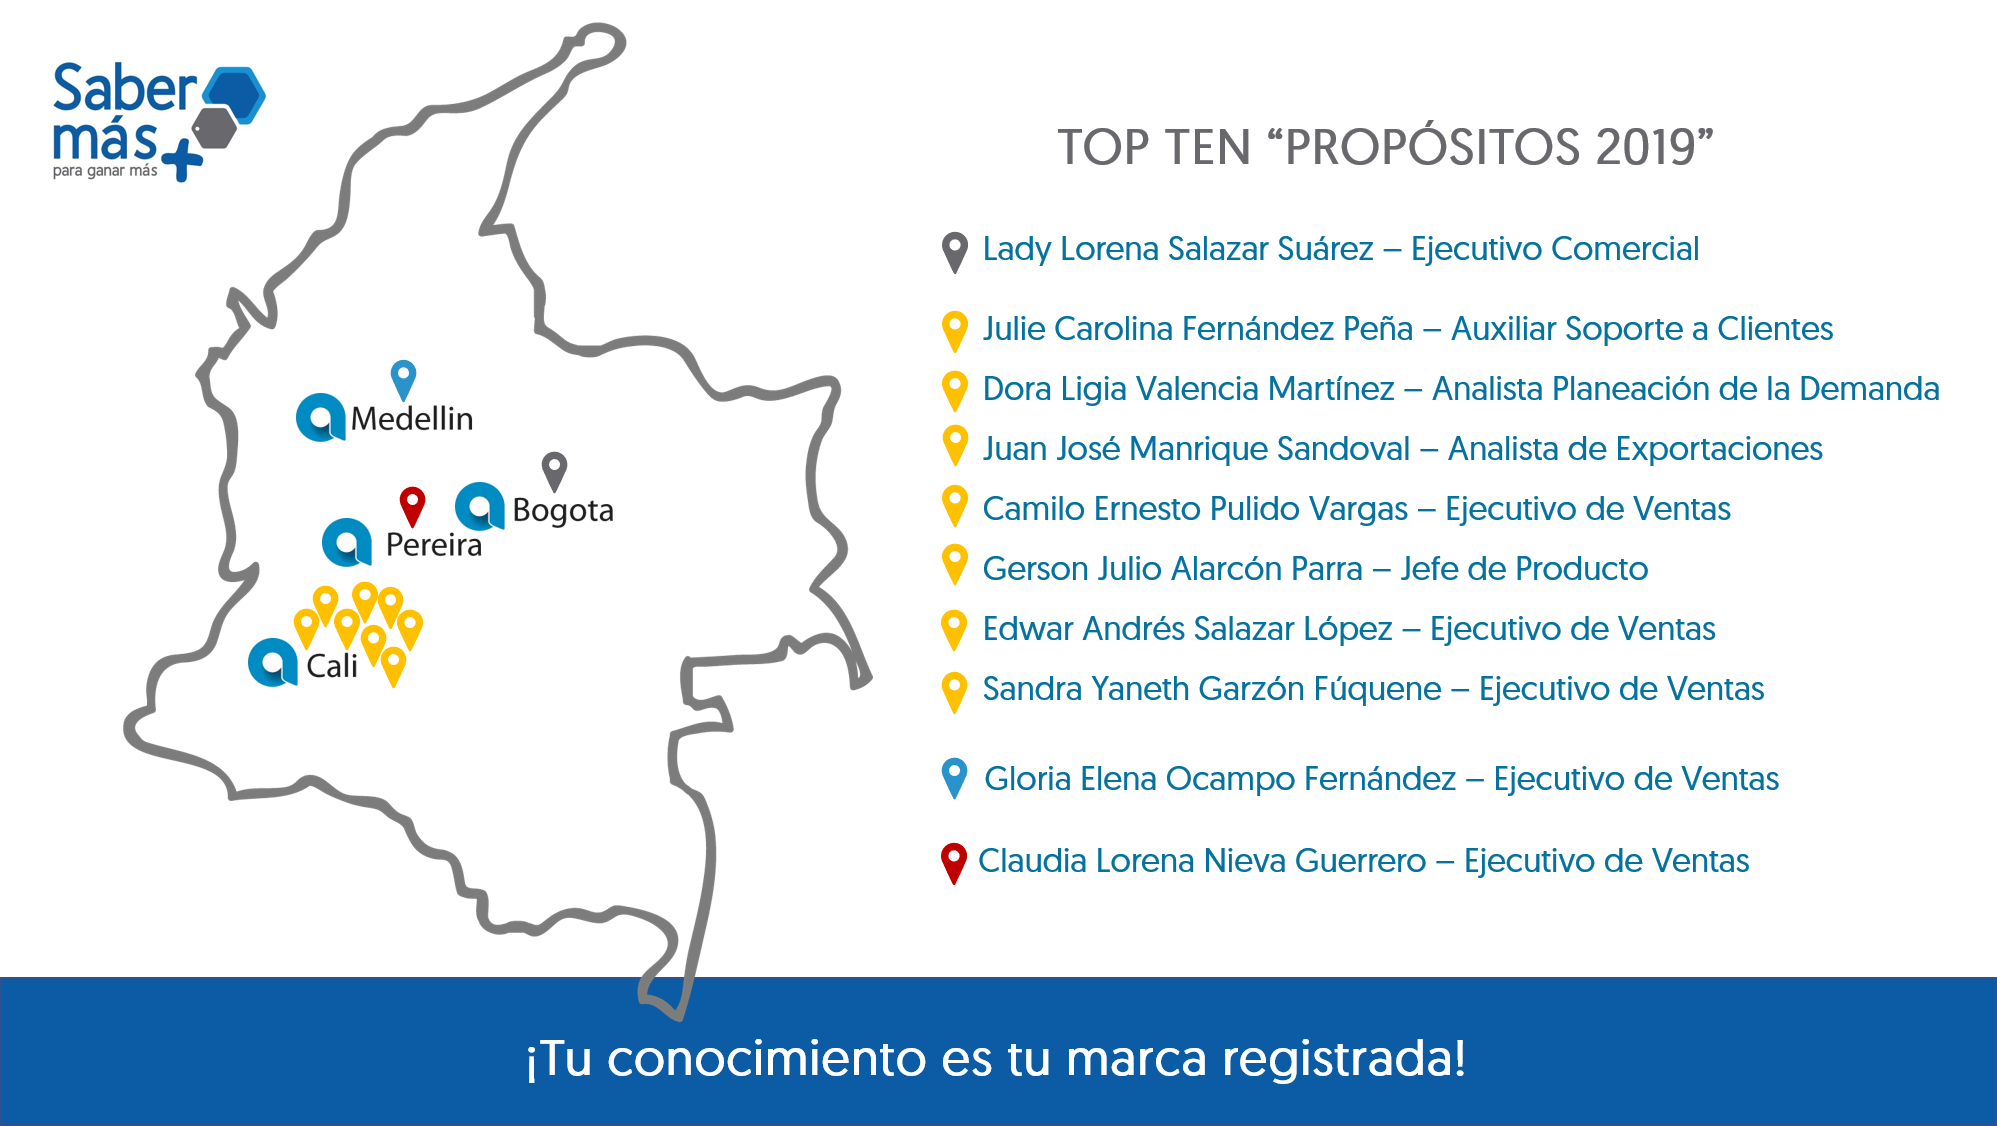 Saber
más
para ganar más
TOP TEN “PROPÓSITOS 2019”
Lady Lorena Salazar Suárez – Ejecutivo Comercial
Julie Carolina Fernández Peña – Auxiliar Soporte a Clientes
Dora Ligia Valencia Martínez – Analista Planeación de la Demanda
Juan José Manrique Sandoval – Analista de Exportaciones
Camilo Ernesto Pulido Vargas – Ejecutivo de Ventas
Gerson Julio Alarcón Parra – Jefe de Producto
Edwar Andrés Salazar López – Ejecutivo de Ventas
Sandra Yaneth Garzón Fúquene – Ejecutivo de Ventas
Gloria Elena Ocampo Fernández – Ejecutivo de Ventas
Claudia Lorena Nieva Guerrero – Ejecutivo de Ventas
Medellin
Bogota
Pereira
Cali
¡Tu conocimiento es tu marca registrada!